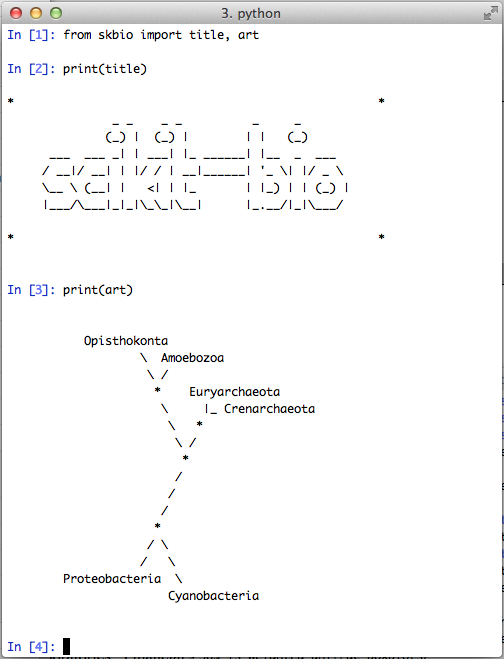 3. python
In [1]: from skbio import title, art
In [2]: print(title)
*                                                    *
               _ _    _ _          _     _
              (_) |  (_) |        | |   (_)
      ___  ___ _| | ___| |_ ______| |__  _  ___
     / __|/ __| | |/ / | __|______| '_ \| |/ _ \
     \__ \ (__| |   <| | |_       | |_) | | (_) |
     |___/\___|_|_|\_\_|\__|      |_.__/|_|\___/
*                                                    *
In [3]: print(art)
           Opisthokonta
                   \  Amoebozoa
                    \ /
                     *    Euryarchaeota
                      \     |_ Crenarchaeota
                       \   *
                        \ /
                         *
                        /
                       /
                      /
                     *
                    / \
                   /   \
        Proteobacteria  \
                       Cyanobacteria
In [4]: